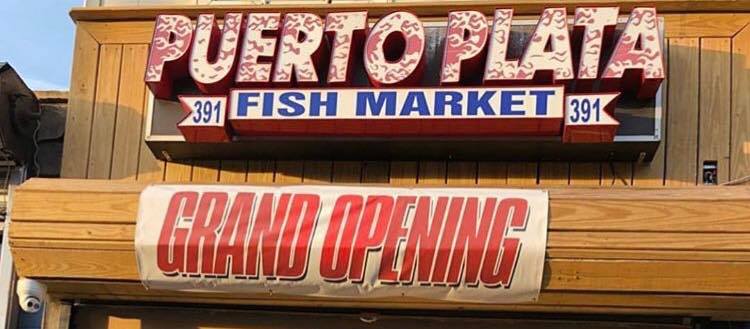 PUERTO PLATA
391 FISH MARKET 391
GRAND OPENING